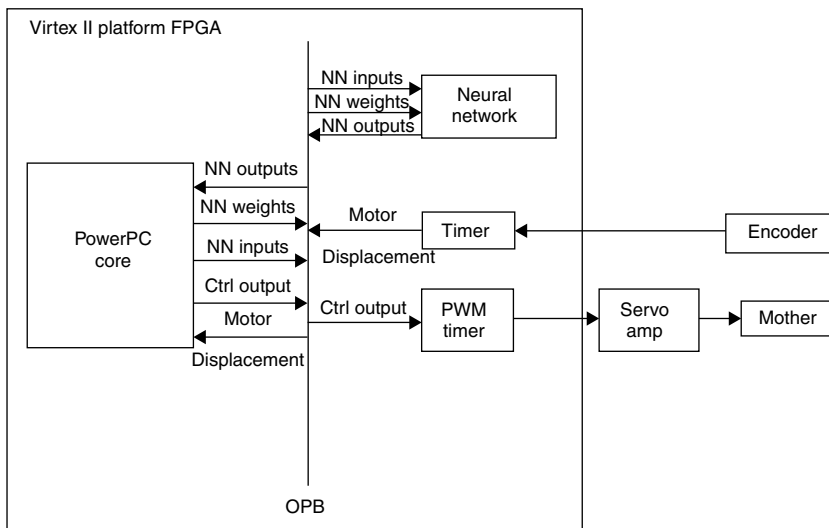 Virtex II platform FPGA
NN inputs
NN weights
NN outputs
Neural
network
NN outputs
NN weights
NN inputs
Ctrl output
Motor
Displacement
PowerPC
core
Motor
Displacement
Timer
Encoder
Ctrl output
PWM
timer
Servo
amp
Mother
OPB